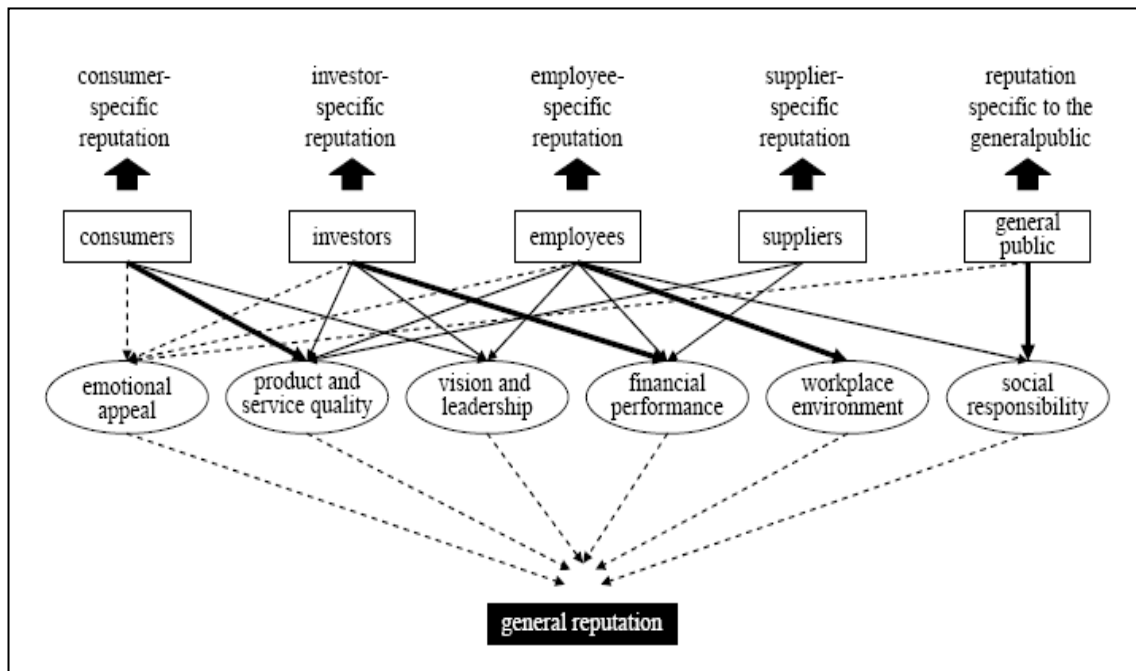 consumer-
specific
reputation
investor-
specific
reputation
employee-
specific
reputation
supplier-
specific
reputation
reputation
specific to the
generalpublic
consumers
investors
employees
suppliers
general
public
emotional
appeal
product and
service quality
vision and
leadership
financial
performance
workplace
environment
social
responsibility
general reputation